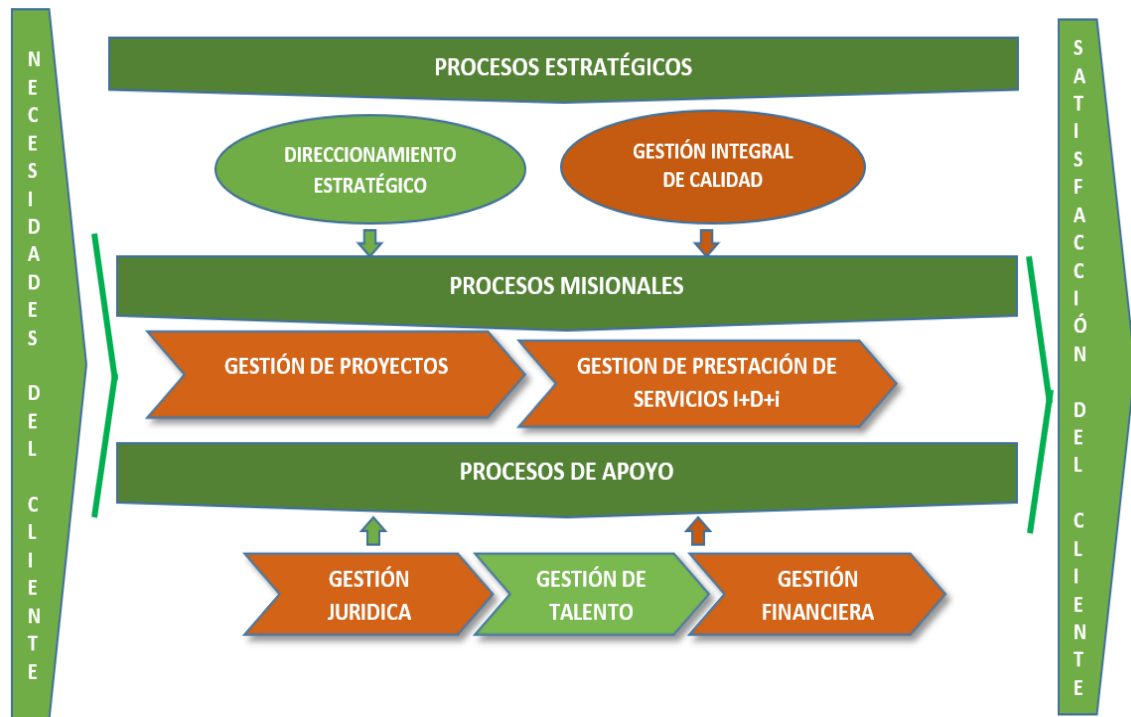 NECESIDADES DEL CLIENTE
PROCESOS ESTRATÉGICOS
DIRECCIONAMIENTO
ESTRATÉGICO
GESTIÓN INTEGRAL
DE CALIDAD
PROCESOS MISIONALES
GESTIÓN DE PROYECTOS
GESTION DE PRESTACIÓN DE
SERVICIOS I+D+i
PROCESOS DE APOYO
GESTIÓN
JURIDICA
GESTIÓN DE
TALENTO
GESTIÓN
FINANCIERA
SATISFACCIÓN DEL CLIENTE